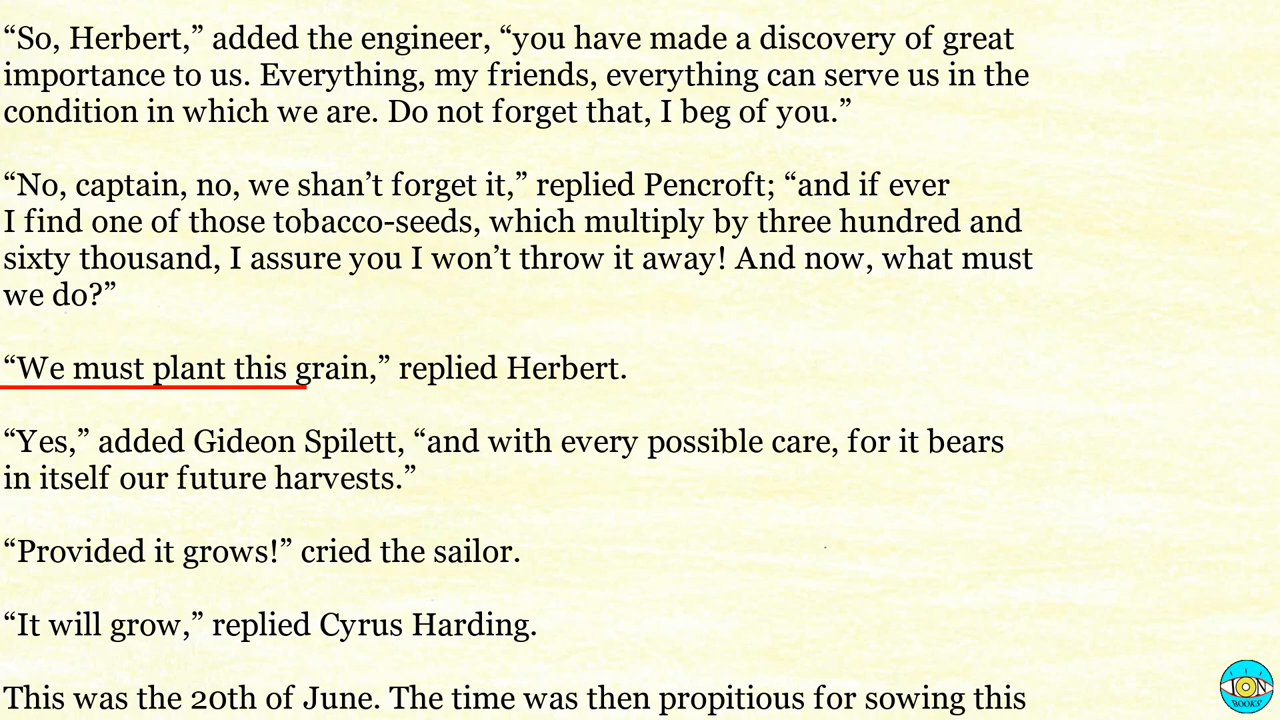 “So, Herbert,” added the engineer, “you have made a discovery of great
importance to us. Everything, my friends, everything can serve us in the
condition in which we are. Do not forget that, I beg of you.”
“No, captain, no, we shan’t forget it,” replied Pencroft; “and if ever
I find one of those tobacco-seeds, which multiply by three hundred and
sixty thousand, I assure you I won’t throw it away! And now, what must
we do?”
“We must plant this grain,” replied Herbert.
“Yes,” added Gideon Spilett, “and with every possible care, for it bears
in itself our future harvests.”
“Provided it grows!” cried the sailor.
“It will grow,” replied Cyrus Harding.
This was the 20th of June. The time was then propitious for sowing this
ION
BOOKS